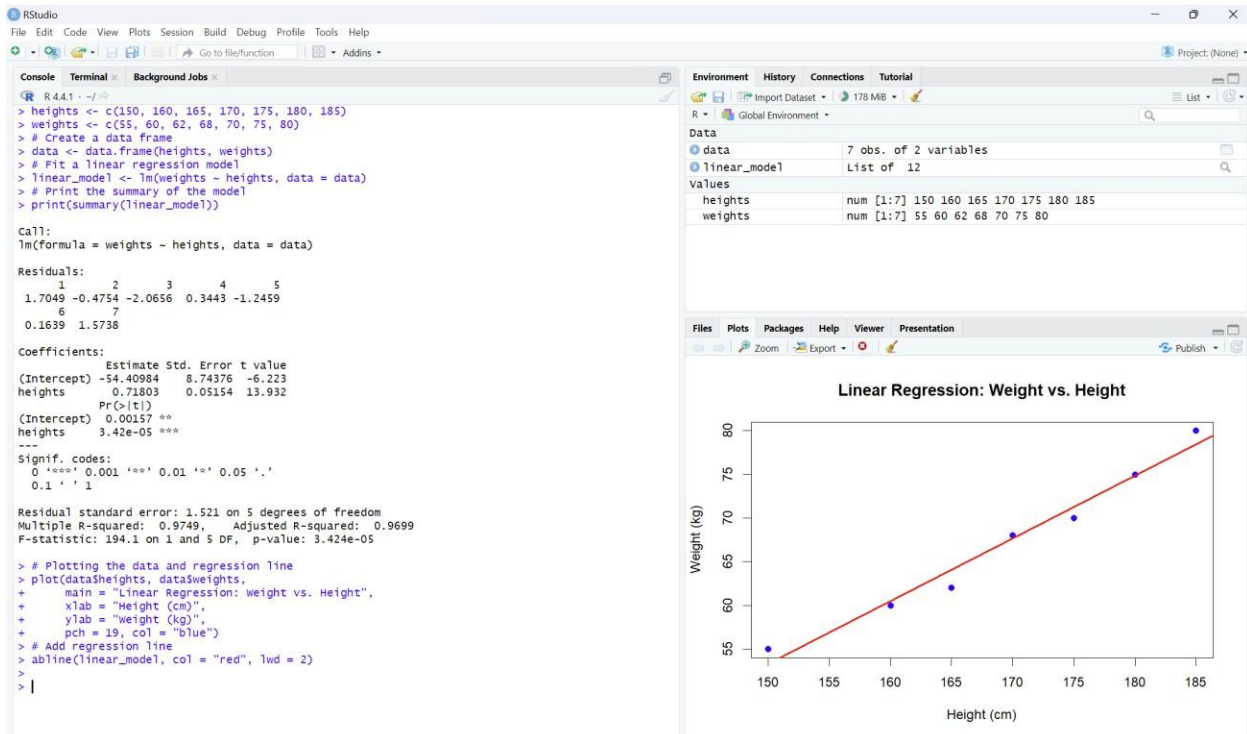 RStudio
File Edit Code View Plots Session Build Debug Profile Tools Help
Go to file/function Addins
Project: (None)
Console Terminal Background Jobs
R 4.4.1 · ~/
> heights <- c(150, 160, 165, 170, 175, 180, 185)
> weights <- c(55, 60, 62, 68, 70, 75, 80)
> # Create a data frame
> data <- data.frame(heights, weights)
> # Fit a linear regression model
> linear_model <- lm(weights ~ heights, data = data)
> # Print the summary of the model
> print(summary(linear_model))
Call:
lm(formula = weights ~ heights, data = data)
Residuals:
1 2 3 4 5
1.7049 -0.4754 -2.0656 0.3443 -1.2459
6 7
0.1639 1.5738
Coefficients:
Estimate Std. Error t value
(Intercept) -54.40984 8.74376 -6.223
heights 0.71803 0.05154 13.932
Pr(>|t|)
(Intercept) 0.00157 **
heights 3.42e-05 ***
---
Signif. codes:
0 ‘***’ 0.001 ‘**’ 0.01 ‘*’ 0.05 ‘.’
0.1 ‘ ’ 1
Residual standard error: 1.521 on 5 degrees of freedom
Multiple R-squared: 0.9749, Adjusted R-squared: 0.9699
F-statistic: 194.1 on 1 and 5 DF, p-value: 3.424e-05
> # Plotting the data and regression line
> plot(data$heights, data$weights,
+ main = "Linear Regression: Weight vs. Height",
+ xlab = "Height (cm)",
+ ylab = "Weight (kg)",
+ pch = 19, col = "blue")
> # Add regression line
> abline(linear_model, col = "red", lwd = 2)
>
>
Environment History Connections Tutorial
Import Dataset 178 MiB List
R Global Environment
Data
data 7 obs. of 2 variables
linear_model List of 12
Values
heights num [1:7] 150 160 165 170 175 180 185
weights num [1:7] 55 60 62 68 70 75 80
Files Plots Packages Help Viewer Presentation
Zoom Export Publish
Linear Regression: Weight vs. Height
Weight (kg)
80
75
70
65
60
55
150 155 160 165 170 175 180 185
Height (cm)